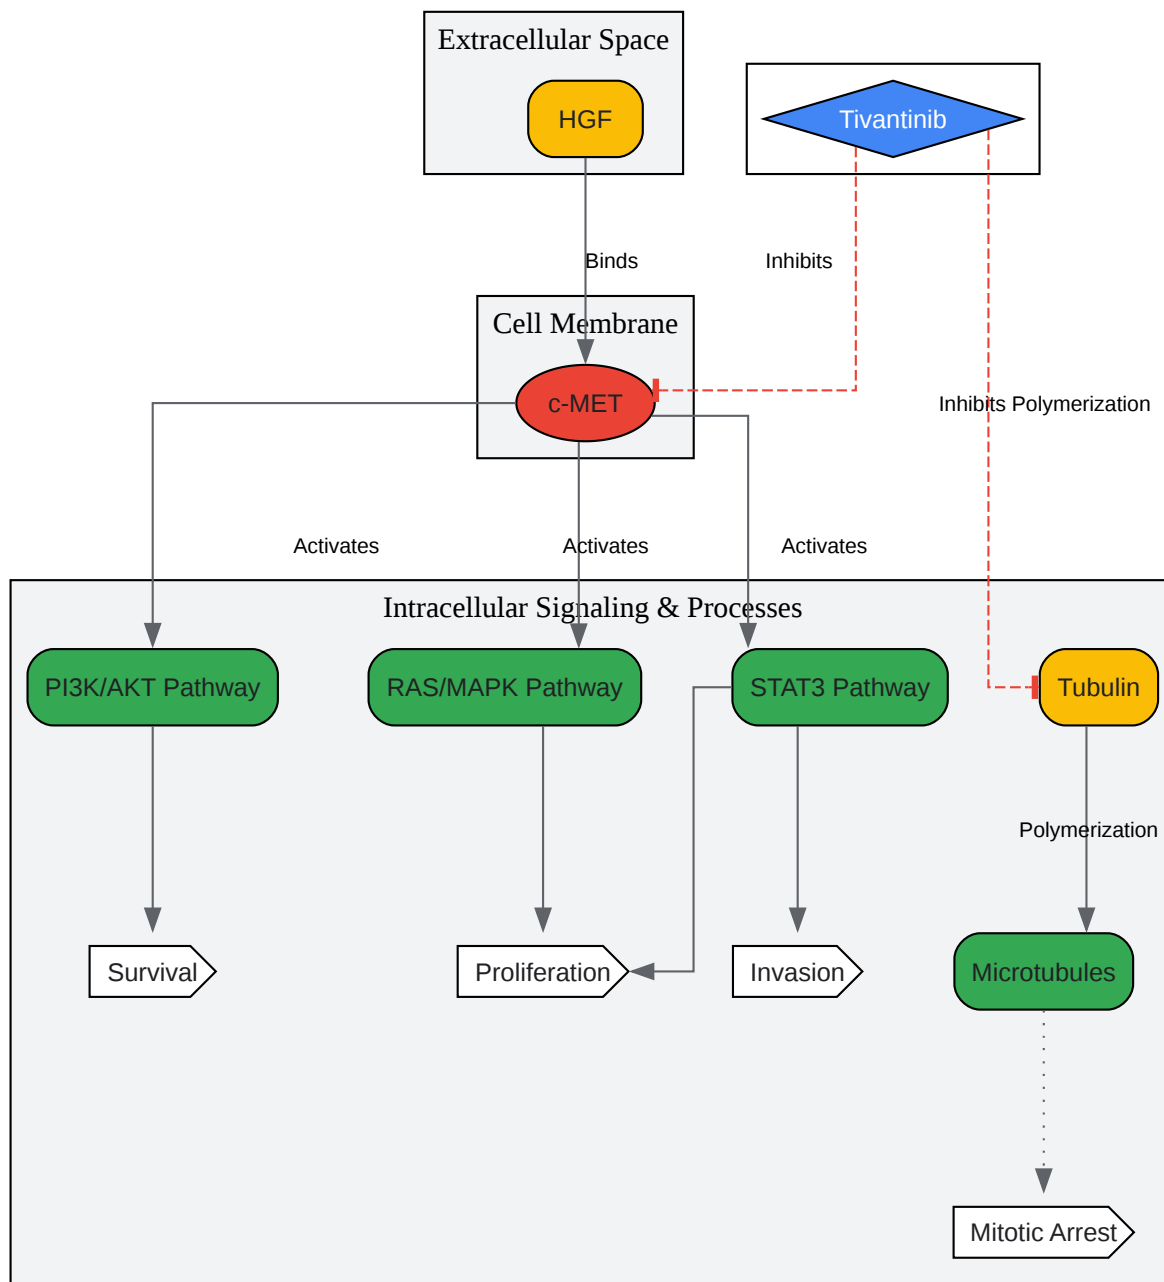 Extracellular Space
HGF
Tivantinib
Binds
Inhibits
Cell Membrane
c-MET
Inhibits Polymerization
Activates
Activates
Activates
Intracellular Signaling & Processes
PI3K/AKT Pathway
RAS/MAPK Pathway
STAT3 Pathway
Tubulin
Polymerization
Survival
Proliferation
Invasion
Microtubules
Mitotic Arrest